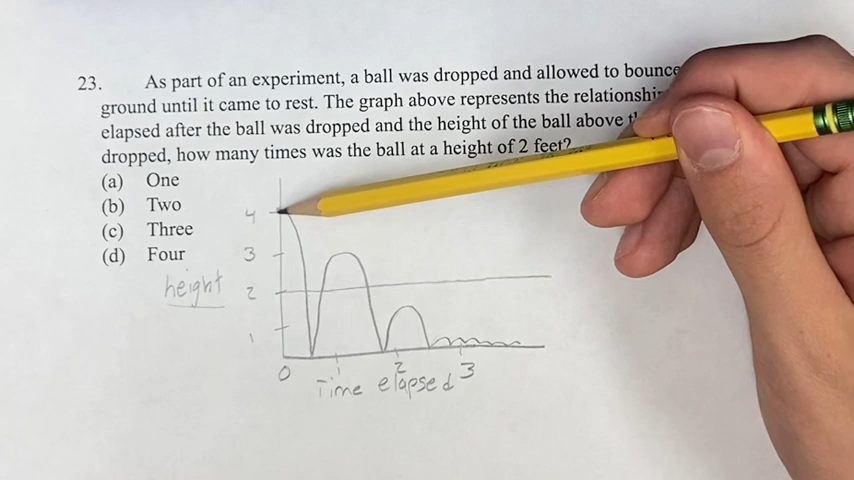 23. As part of an experiment, a ball was dropped and allowed to bounce
ground until it came to rest. The graph above represents the
elapsed after the ball was dropped and the height of the ball above
dropped, how many times was the ball at a height of 2 feet?
(a) One
(b) Two
(c) Three
(d) Four
4
3
height 2
1
0 2 3
Time elapsed